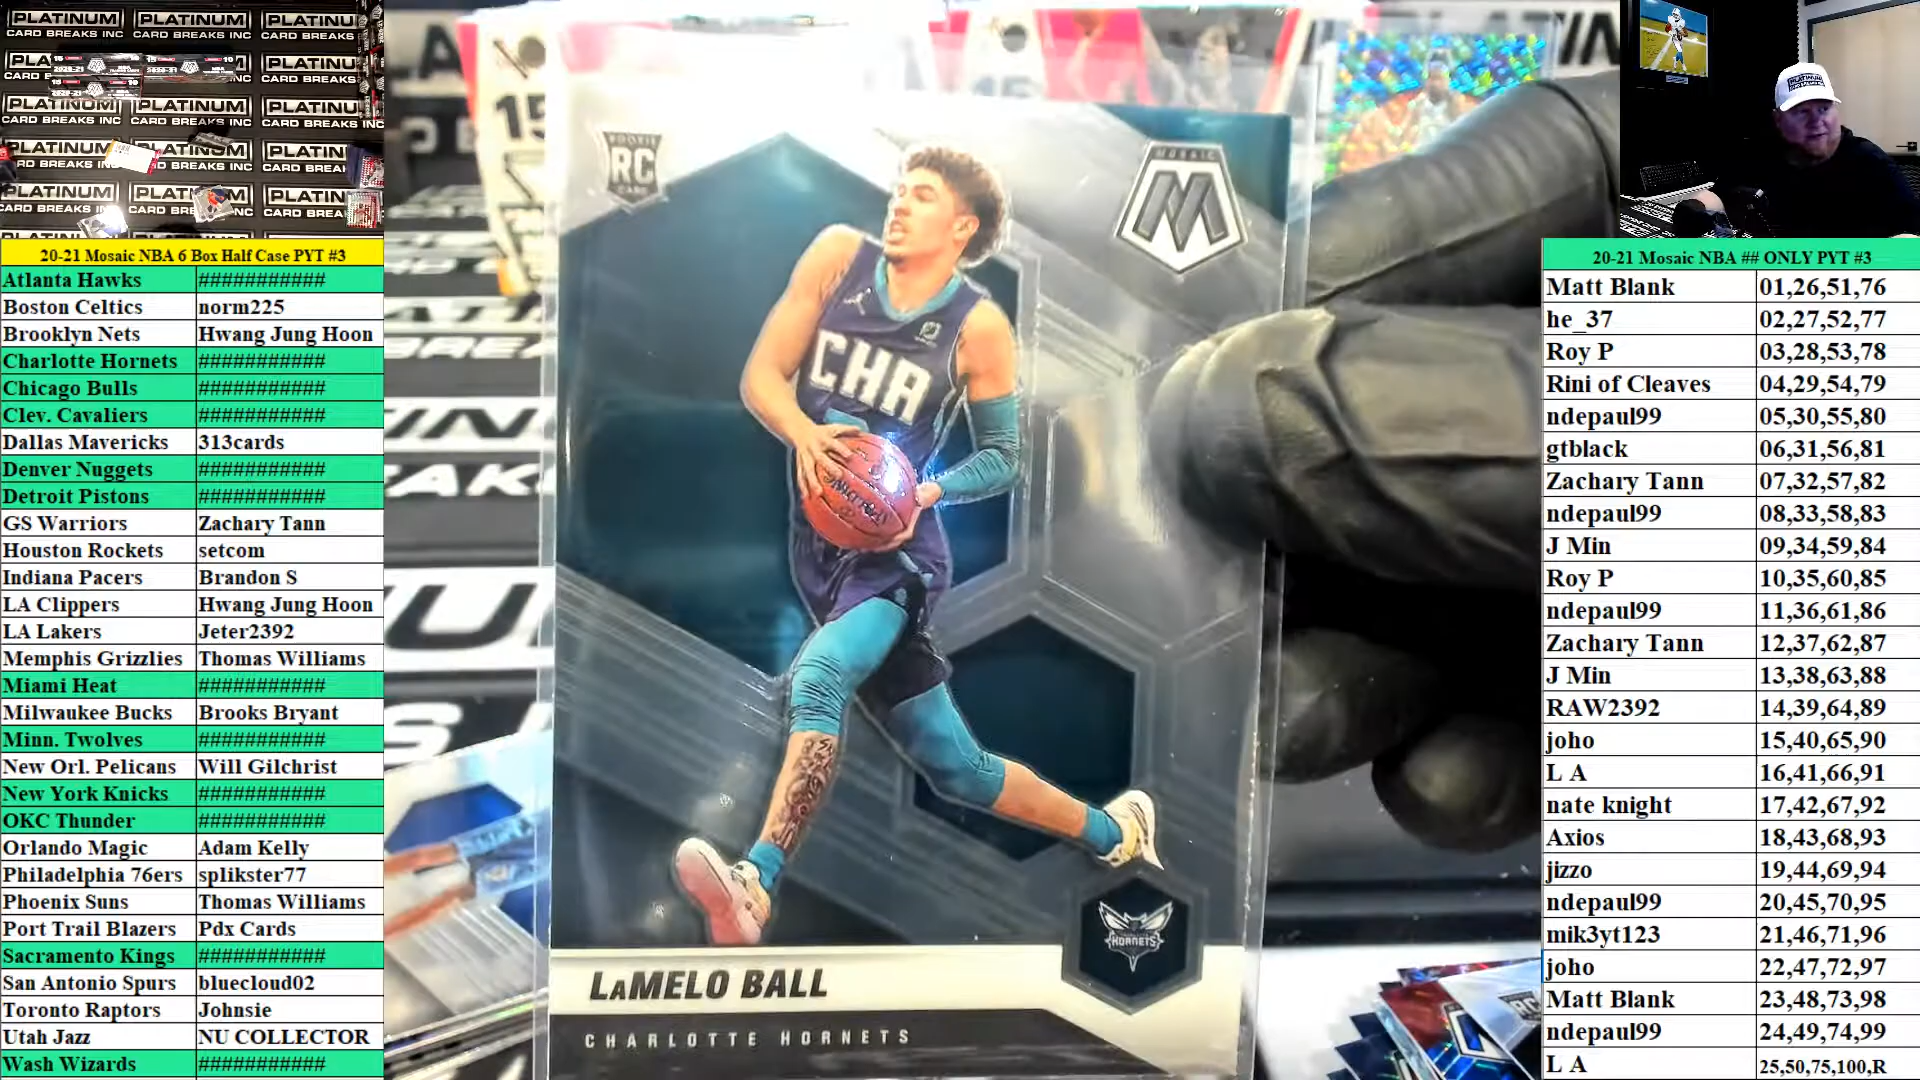 PLATINUM
CARD BREAKS INC
20-21 Mosaic NBA 6 Box Half Case PYT #3
Atlanta Hawks ###########
Boston Celtics norm225
Brooklyn Nets Hwang Jung Hoon
Charlotte Hornets ###########
Chicago Bulls ###########
Clev. Cavaliers ###########
Dallas Mavericks 313cards
Denver Nuggets ###########
Detroit Pistons ###########
GS Warriors Zachary Tann
Houston Rockets setcom
Indiana Pacers Brandon S
LA Clippers Hwang Jung Hoon
LA Lakers Jeter2392
Memphis Grizzlies Thomas Williams
Miami Heat ###########
Milwaukee Bucks Brooks Bryant
Minn. Twolves ###########
New Orl. Pelicans Will Gilchrist
New York Knicks ###########
OKC Thunder ###########
Orlando Magic Adam Kelly
Philadelphia 76ers splikster77
Phoenix Suns Thomas Williams
Port Trail Blazers Pdx Cards
Sacramento Kings ###########
San Antonio Spurs bluecloud02
Toronto Raptors Johnsie
Utah Jazz NU COLLECTOR
Wash Wizards ###########
15
15
ROOKIE
RC
CARD
MOSAIC
M
CHA
HORNETS
LaMELO BALL
CHARLOTTE HORNETS
20-21 Mosaic NBA ## ONLY PYT #3
Matt Blank 01,26,51,76
he_37 02,27,52,77
Roy P 03,28,53,78
Rini of Cleaves 04,29,54,79
ndepaul99 05,30,55,80
gtblack 06,31,56,81
Zachary Tann 07,32,57,82
ndepaul99 08,33,58,83
J Min 09,34,59,84
Roy P 10,35,60,85
ndepaul99 11,36,61,86
Zachary Tann 12,37,62,87
J Min 13,38,63,88
RAW2392 14,39,64,89
joho 15,40,65,90
L A 16,41,66,91
nate knight 17,42,67,92
Axios 18,43,68,93
jizzo 19,44,69,94
ndepaul99 20,45,70,95
mik3yt123 21,46,71,96
joho 22,47,72,97
Matt Blank 23,48,73,98
ndepaul99 24,49,74,99
L A 25,50,75,100,R